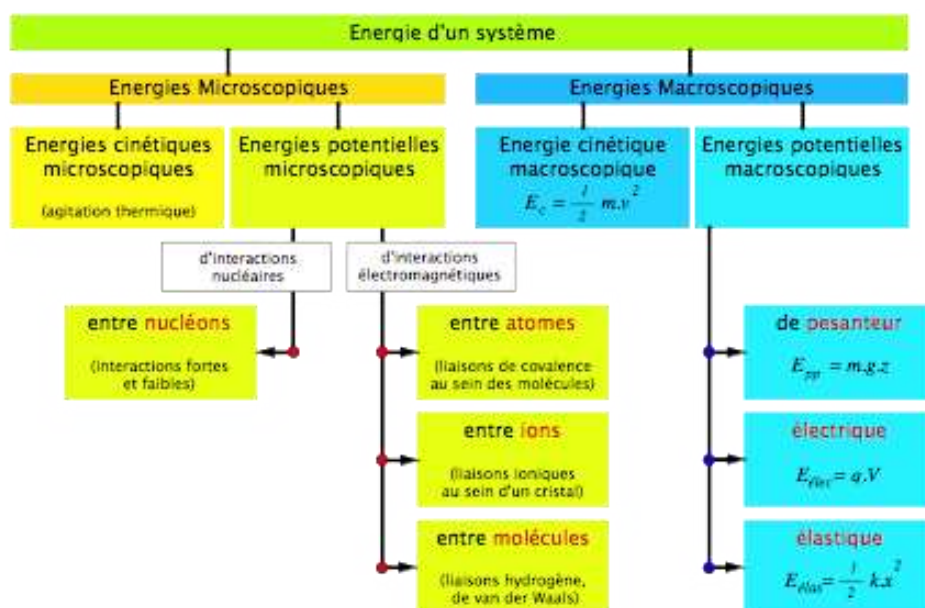 Energie d'un système
Energies Microscopiques
Energies Macroscopiques
Energies cinétiques
microscopiques
(agitation thermique)
Energies potentielles
microscopiques
Energie cinétique
macroscopique
E_c = 1/2 m.v^2
Energies potentielles
macroscopiques
d'interactions
nucléaires
d'interactions
électromagnétiques
entre nucléons
(interactions fortes
et faibles)
entre atomes
(liaisons de covalence
au sein des molécules)
entre ions
(liaisons ioniques
au sein d'un cristal)
entre molécules
(liaisons hydrogène,
de van der Waals)
de pesanteur
E_pp = m.g.z
électrique
E_élec = q.V
élastique
E_élas = 1/2 k.x^2